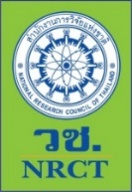 สำนักงานการวิจัยแห่งชาติ
NATIONAL RESEARCH COUNCIL OF THAILAND
วช.
NRCT